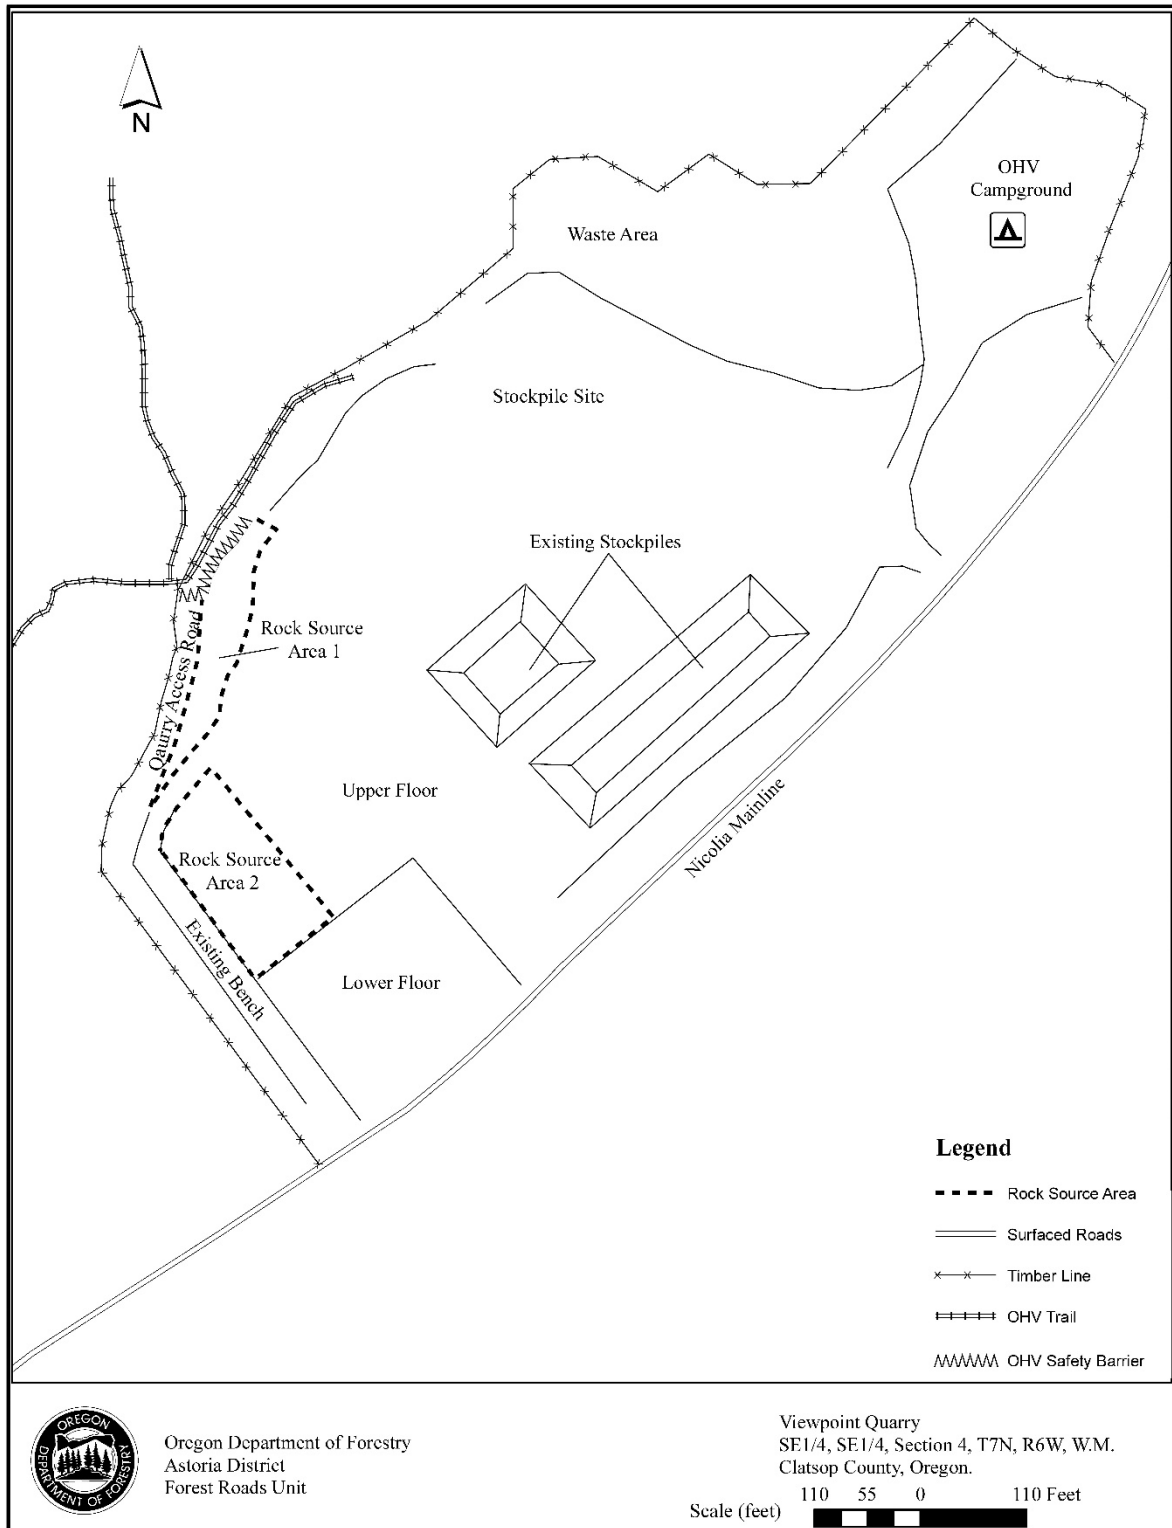 N
OHV
Campground
Waste Area
Stockpile Site
Existing Stockpiles
Rock Source
Area 1
Qaurry Access Road
Upper Floor
Nicolia Mainline
Rock Source
Area 2
Existing Bench
Lower Floor
Legend
Rock Source Area
Surfaced Roads
Timber Line
OHV Trail
OHV Safety Barrier
OREGON
DEPARTMENT OF FORESTRY
Oregon Department of Forestry
Astoria District
Forest Roads Unit
Viewpoint Quarry
SE1/4, SE1/4, Section 4, T7N, R6W, W.M.
Clatsop County, Oregon.
Scale (feet)
110 55 0 110 Feet